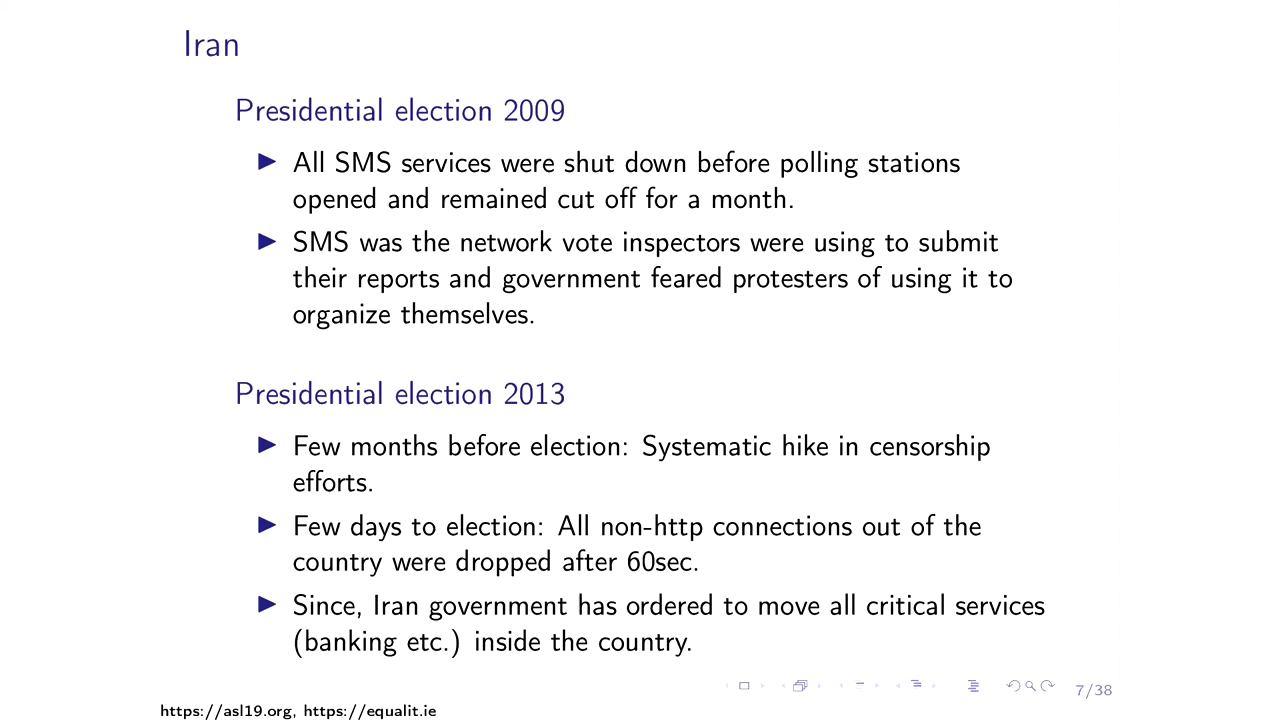 Iran
Presidential election 2009
▶ All SMS services were shut down before polling stations
opened and remained cut off for a month.
▶ SMS was the network vote inspectors were using to submit
their reports and government feared protesters of using it to
organize themselves.
Presidential election 2013
▶ Few months before election: Systematic hike in censorship
efforts.
▶ Few days to election: All non-http connections out of the
country were dropped after 60sec.
▶ Since, Iran government has ordered to move all critical services
(banking etc.) inside the country.
7/38
https://asl19.org, https://equalit.ie